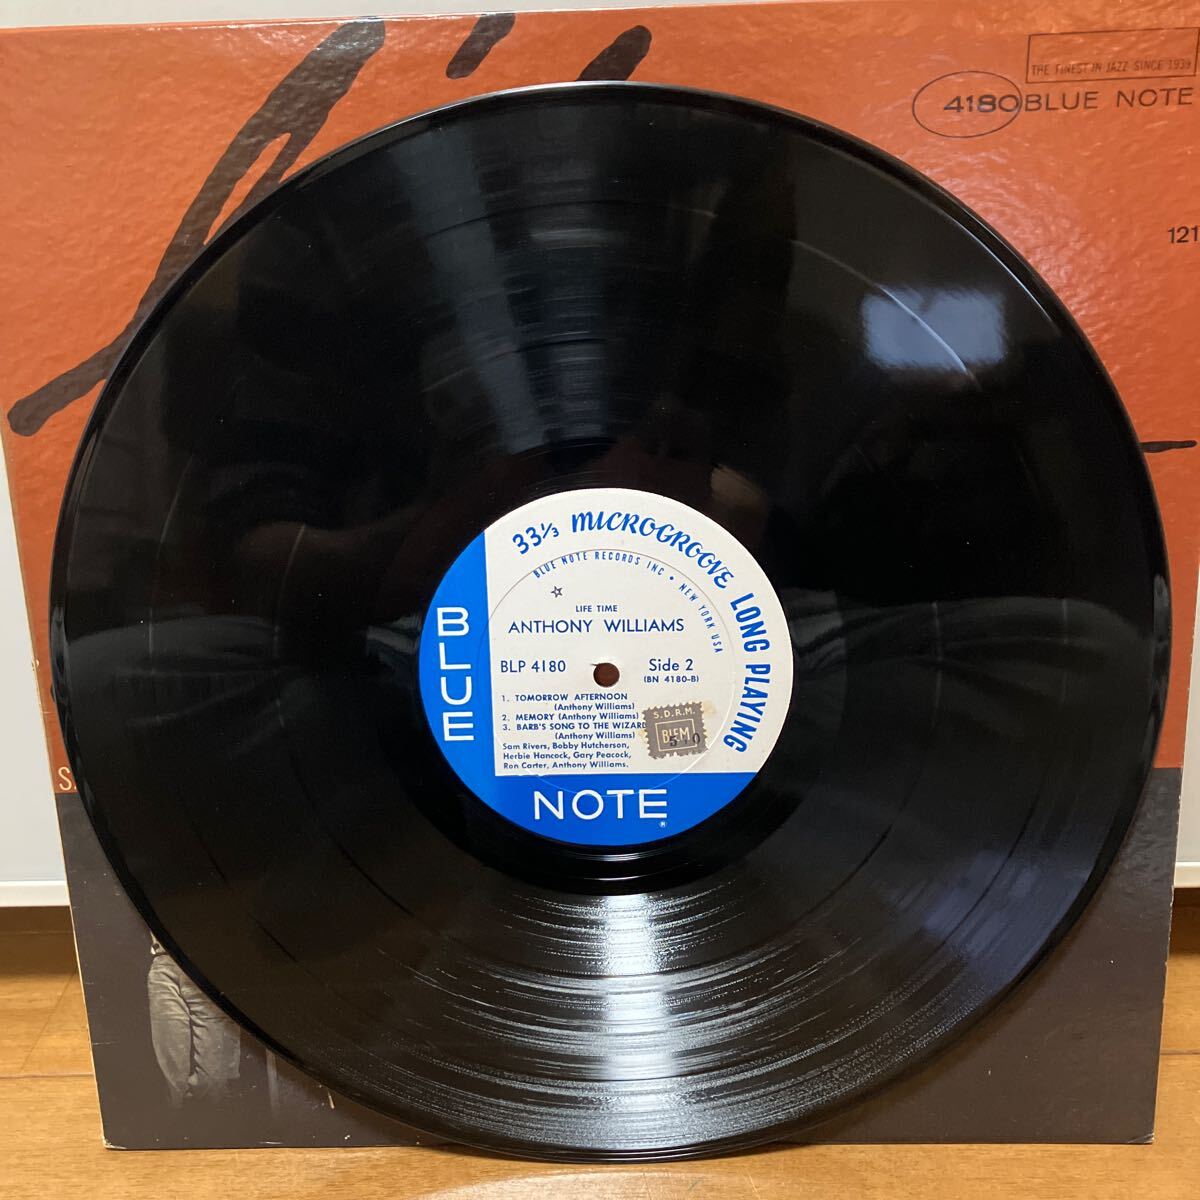 THE FINEST IN JAZZ SINCE 1939
4180 BLUE NOTE
121
33⅓ MICROGROOVE LONG PLAYING
BLUE NOTE RECORDS INC • NEW YORK USA
LIFE TIME
ANTHONY WILLIAMS
BLP 4180 Side 2
(BN 4180-B)
1. TOMORROW AFTERNOON
(Anthony Williams)
2. MEMORY (Anthony Williams)
3. BARB'S SONG TO THE WIZARD
(Anthony Williams)
Sam Rivers, Bobby Hutcherson,
Herbie Hancock, Gary Peacock,
Ron Carter, Anthony Williams.
S.D.R.M.
BIEM
BLUE
NOTE
®
S